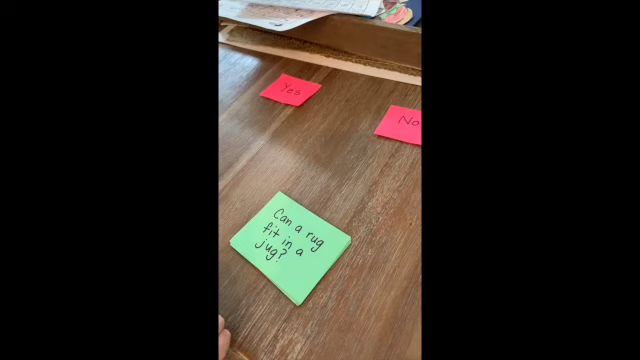 Yes
No
Can a rug
fit in a
jug?